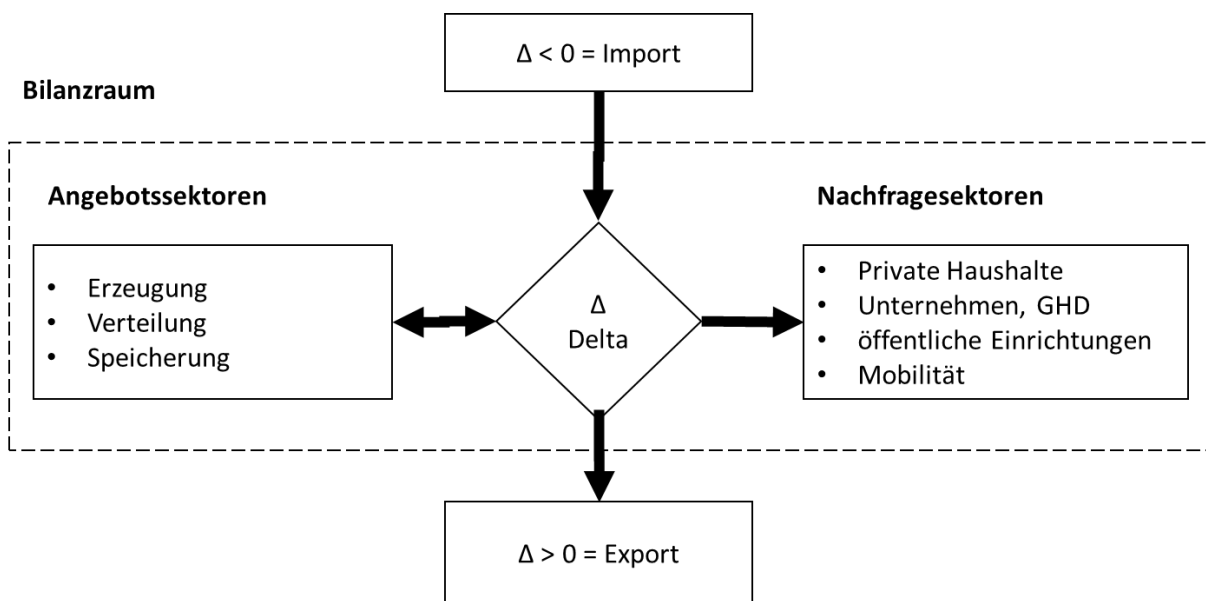 Δ < 0 = Import
Bilanzraum
Angebotssektoren
• Erzeugung
• Verteilung
• Speicherung
Δ
Delta
Nachfragesektoren
• Private Haushalte
• Unternehmen, GHD
• öffentliche Einrichtungen
• Mobilität
Δ > 0 = Export